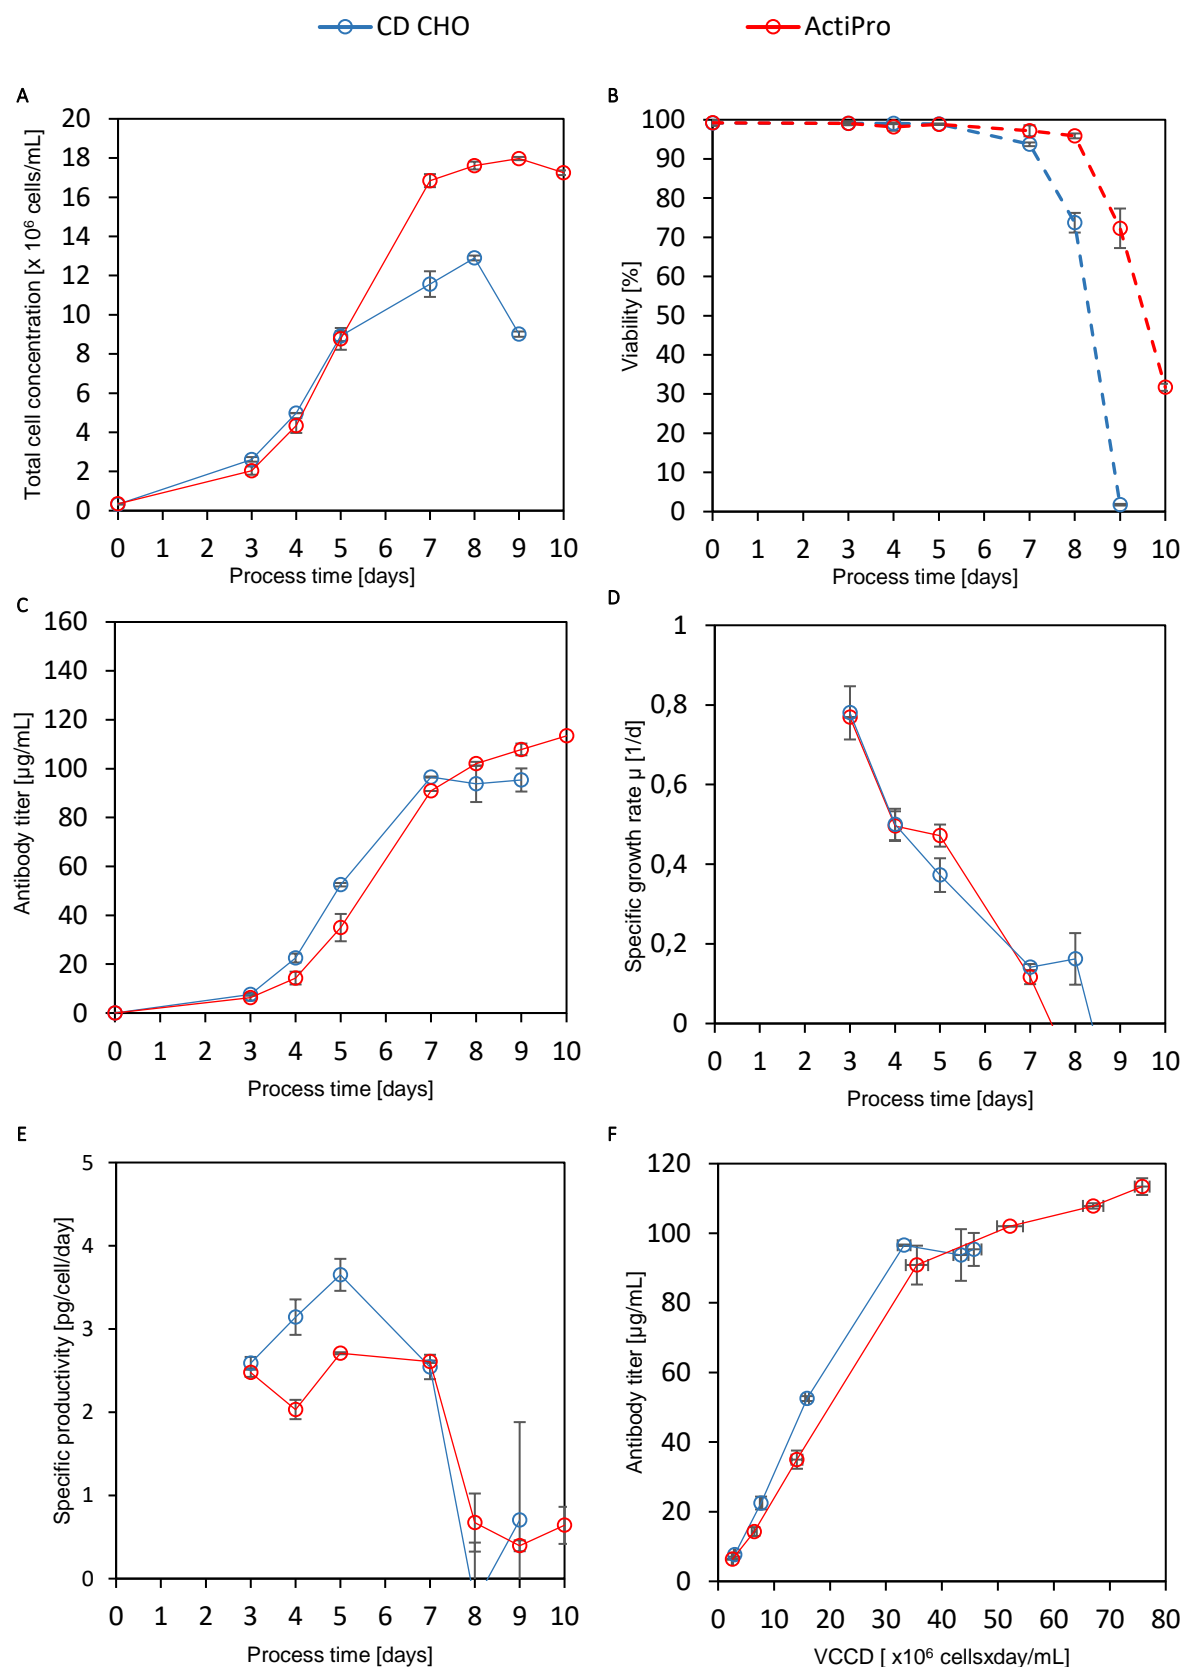 CD CHO ActiPro
A
Total cell concentration [x 10⁶ cells/mL]
20
18
16
14
12
10
8
6
4
2
0
0 1 2 3 4 5 6 7 8 9 10
Process time [days]
B
Viability [%]
100
90
80
70
60
50
40
30
20
10
0
0 1 2 3 4 5 6 7 8 9 10
Process time [days]
C
Antibody titer [µg/mL]
160
140
120
100
80
60
40
20
0
0 1 2 3 4 5 6 7 8 9 10
Process time [days]
D
Specific growth rate µ [1/d]
1
0,8
0,6
0,4
0,2
0
0 1 2 3 4 5 6 7 8 9 10
Process time [days]
E
Specific productivity [pg/cell/day]
5
4
3
2
1
0
0 1 2 3 4 5 6 7 8 9 10
Process time [days]
F
Antibody titer [µg/mL]
120
100
80
60
40
20
0
0 10 20 30 40 50 60 70 80
VCCD [ x10⁶ cellsxday/mL]